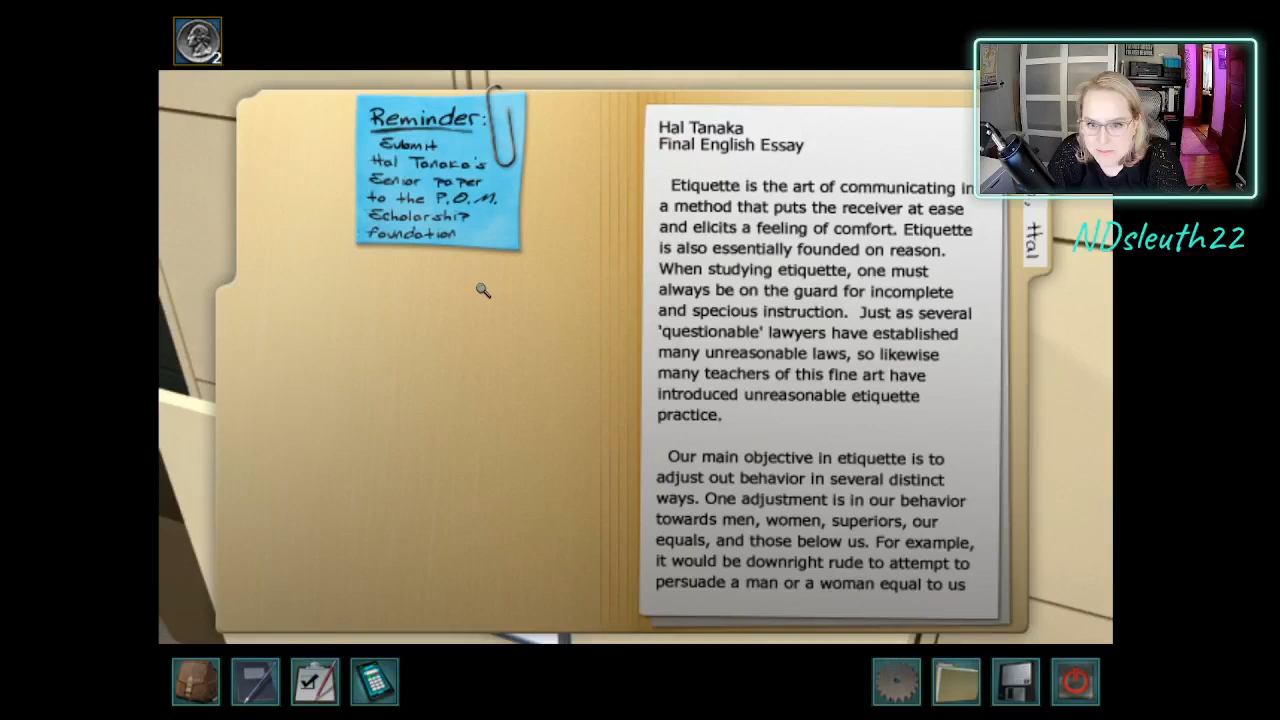 2
Reminder:
Submit
Hal Tanaka's
Senior paper
to the P.O.M.
Scholarship
foundation
Hal Tanaka
Final English Essay
Etiquette is the art of communicating in
a method that puts the receiver at ease
and elicits a feeling of comfort. Etiquette
is also essentially founded on reason.
When studying etiquette, one must
always be on the guard for incomplete
and specious instruction. Just as several
'questionable' lawyers have established
many unreasonable laws, so likewise
many teachers of this fine art have
introduced unreasonable etiquette
practice.
Our main objective in etiquette is to
adjust out behavior in several distinct
ways. One adjustment is in our behavior
towards men, women, superiors, our
equals, and those below us. For example,
it would be downright rude to attempt to
persuade a man or a woman equal to us
Hal
NDsleuth22